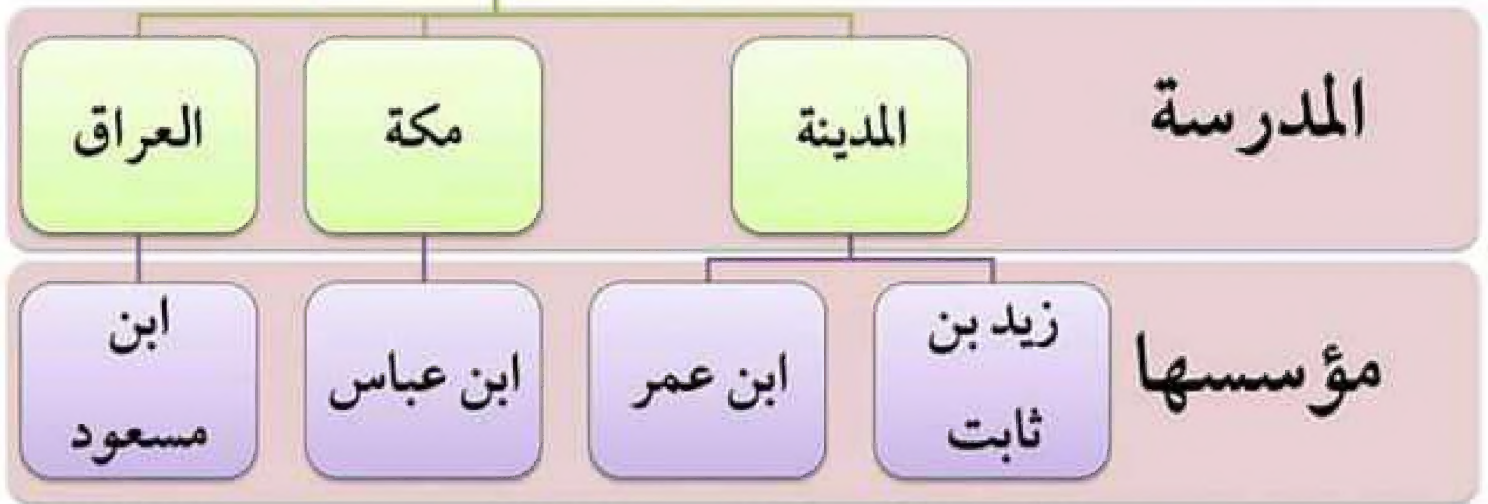 المدرسة
المدينة
مكة
العراق
مؤسسها
زيد بن
ثابت
ابن عمر
ابن عباس
ابن
مسعود